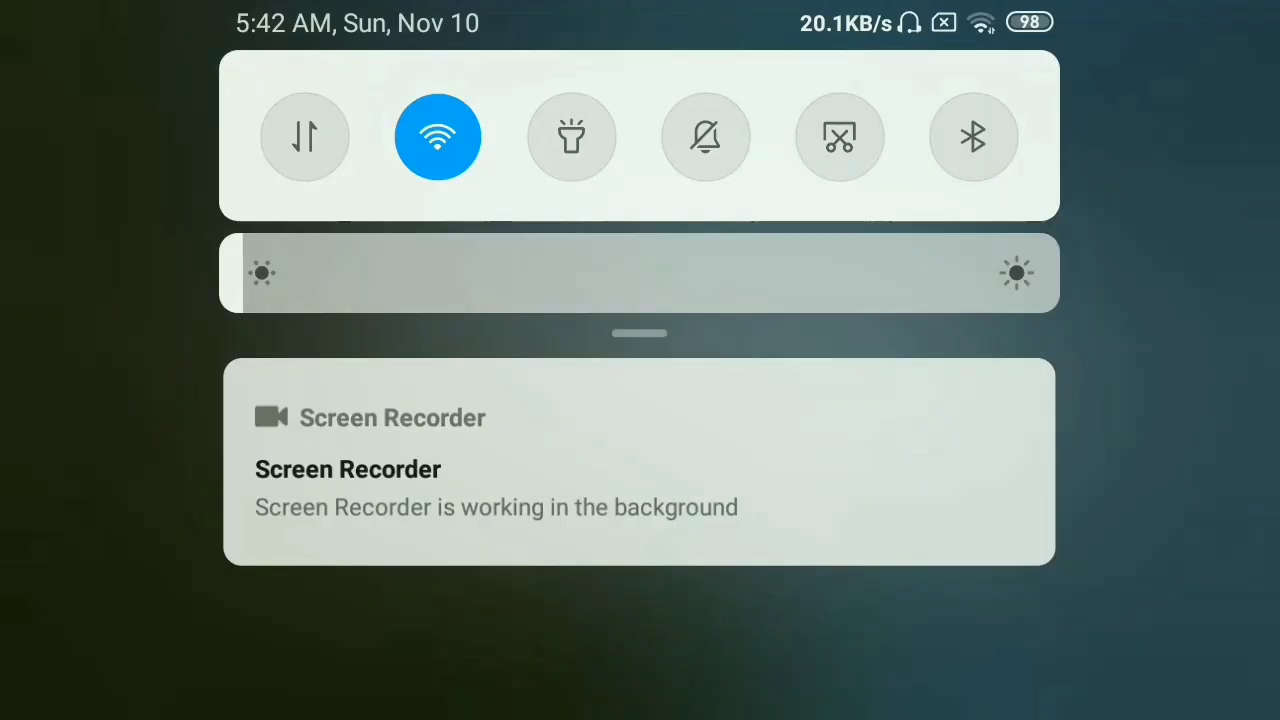 5:42 AM, Sun, Nov 10
20.1KB/s 98
Screen Recorder
Screen Recorder
Screen Recorder is working in the background